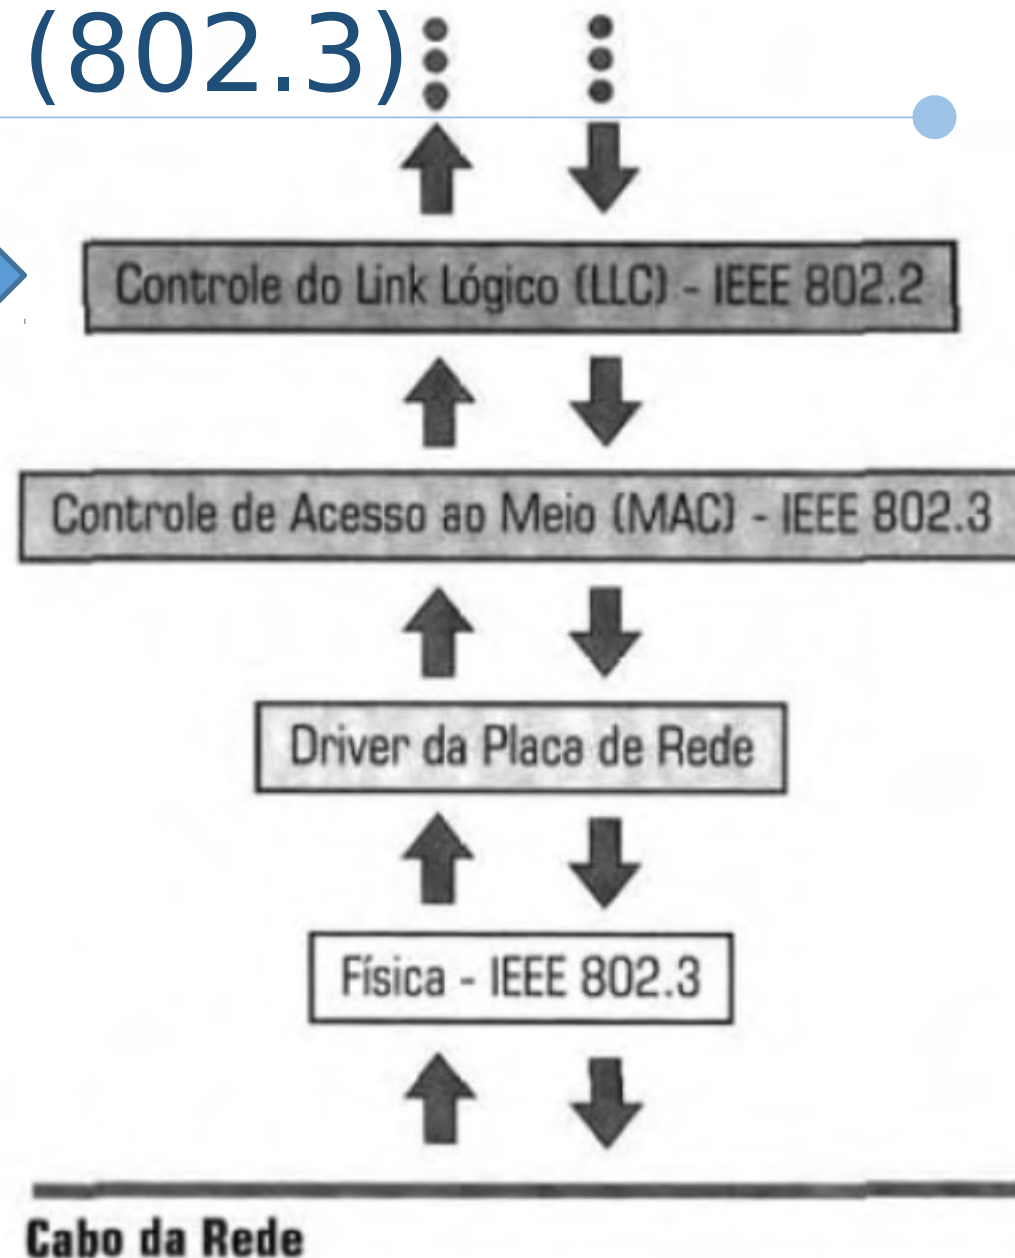 (802.3)
Controle do Link Lógico (LLC) - IEEE 802.2
Controle de Acesso ao Meio (MAC) - IEEE 802.3
Driver da Placa de Rede
Física - IEEE 802.3
Cabo da Rede